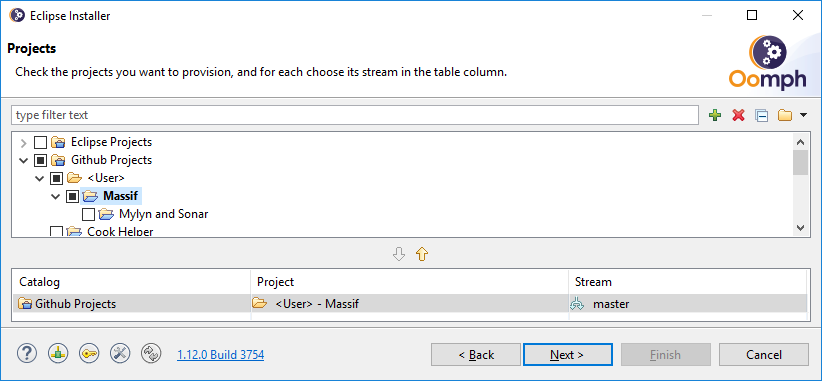 Eclipse Installer
Projects
Check the projects you want to provision, and for each choose its stream in the table column.
Oomph
type filter text
Eclipse Projects
Github Projects
<User>
Massif
Mylyn and Sonar
Cook Helper
Catalog Project Stream
Github Projects <User> - Massif master
1.12.0 Build 3754 < Back Next > Finish Cancel